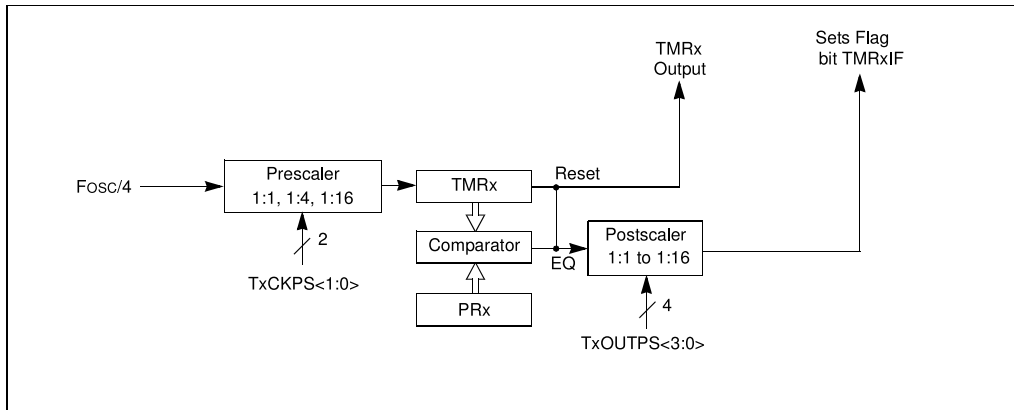 TMRx
Output
Sets Flag
bit TMRxIF
FOSC/4
Prescaler
1:1, 1:4, 1:16
2
TxCKPS<1:0>
TMRx
Reset
Comparator
EQ
PRx
Postscaler
1:1 to 1:16
4
TxOUTPS<3:0>